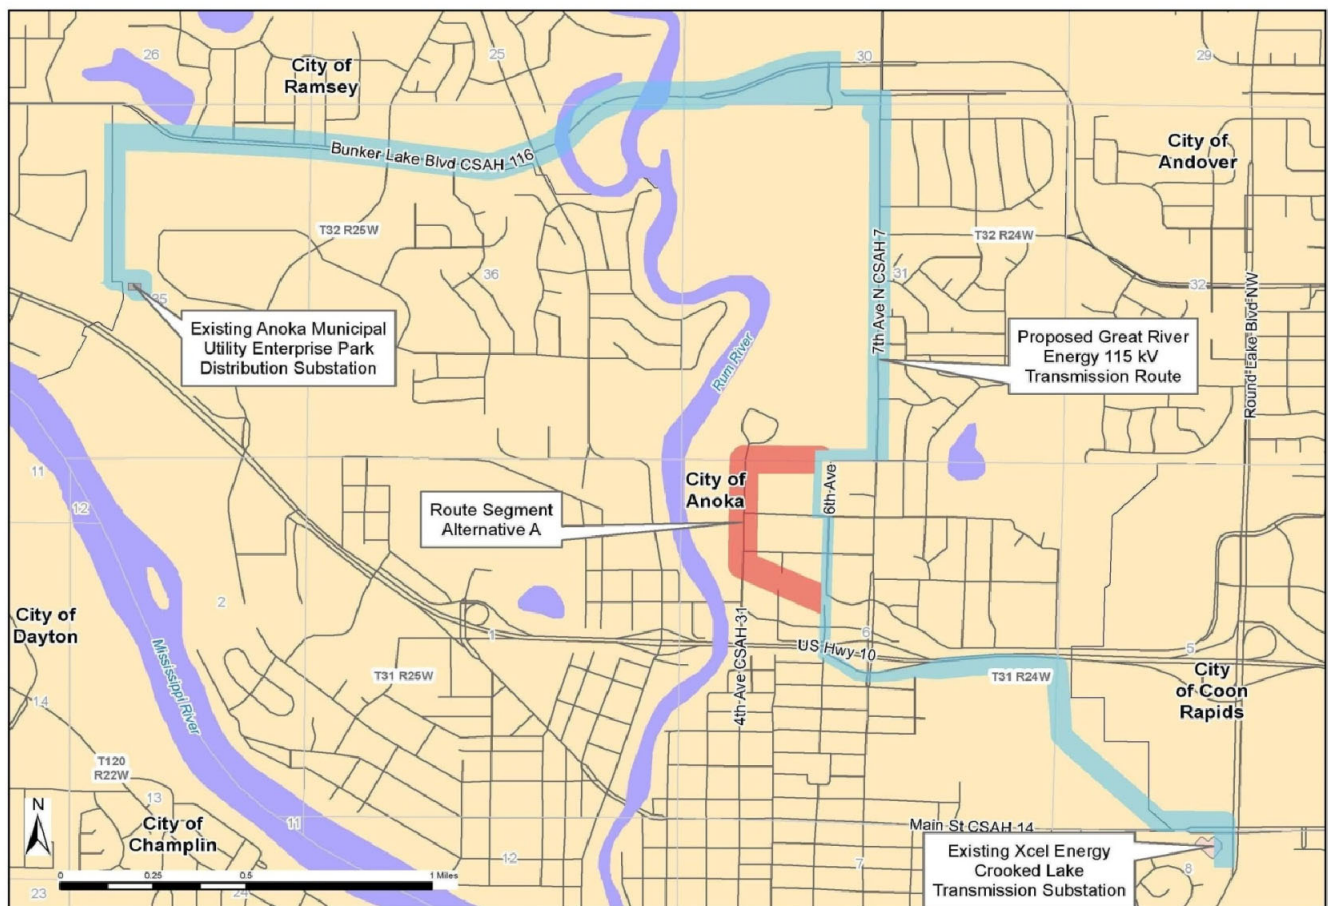 26
25
30
29
City of
Ramsey
City of
Andover
Bunker Lake Blvd CSAH 116
T32 R25W
T32 R24W
36
31
32
35
7th Ave N CSAH 7
Round Lake Blvd NW
Existing Anoka Municipal
Utility Enterprise Park
Distribution Substation
Proposed Great River
Energy 115 kV
Transmission Route
Rum River
11
12
City of
Anoka
6th Ave
Route Segment
Alternative A
2
1
6
5
City of
Dayton
US Hwy 10
4th Ave CSAH 31
T31 R25W
T31 R24W
City
of Coon
Rapids
Mississippi River
14
T120
R22W
13
City of
Champlin
11
12
Main St CSAH 14
7
8
Existing Xcel Energy
Crooked Lake
Transmission Substation
N
0 0.25 0.5 1 Miles
23
24